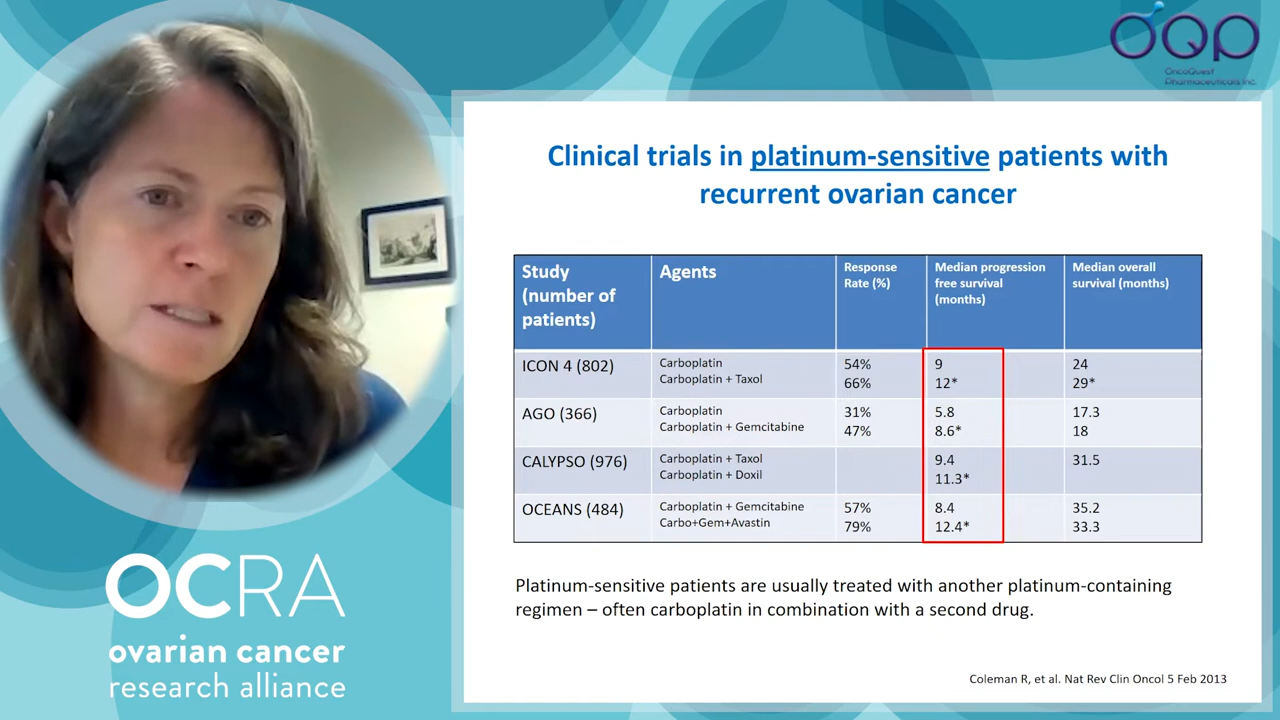 oqp
OncoQuest
Pharmaceuticals Inc.
Clinical trials in platinum-sensitive patients with
recurrent ovarian cancer
Study
(number of
patients)
Agents
Response
Rate (%)
Median progression
free survival
(months)
Median overall
survival (months)
ICON 4 (802)
Carboplatin
Carboplatin + Taxol
54%
66%
9
12*
24
29*
AGO (366)
Carboplatin
Carboplatin + Gemcitabine
31%
47%
5.8
8.6*
17.3
18
CALYPSO (976)
Carboplatin + Taxol
Carboplatin + Doxil
9.4
11.3*
31.5
OCEANS (484)
Carboplatin + Gemcitabine
Carbo+Gem+Avastin
57%
79%
8.4
12.4*
35.2
33.3
Platinum-sensitive patients are usually treated with another platinum-containing
regimen – often carboplatin in combination with a second drug.
Coleman R, et al. Nat Rev Clin Oncol 5 Feb 2013
OCRA
ovarian cancer
research alliance